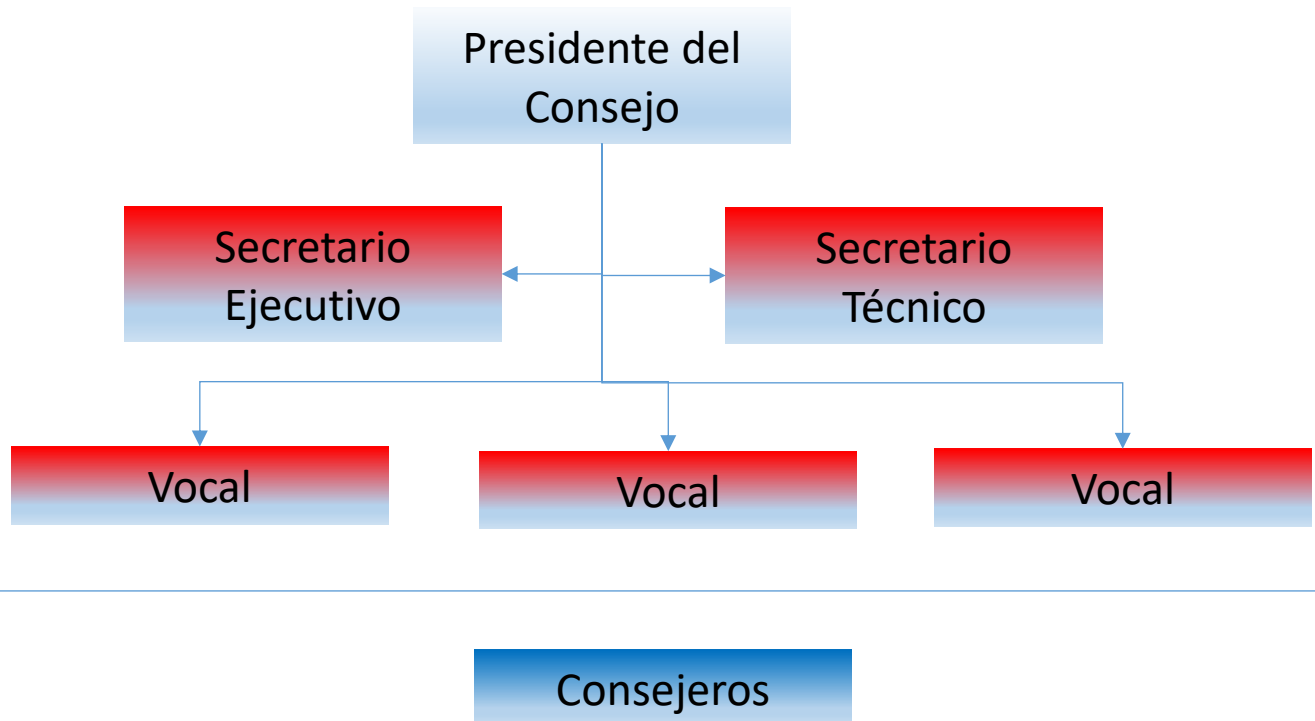 Presidente del
Consejo
Secretario
Ejecutivo
Secretario
Técnico
Vocal
Vocal
Vocal
Consejeros